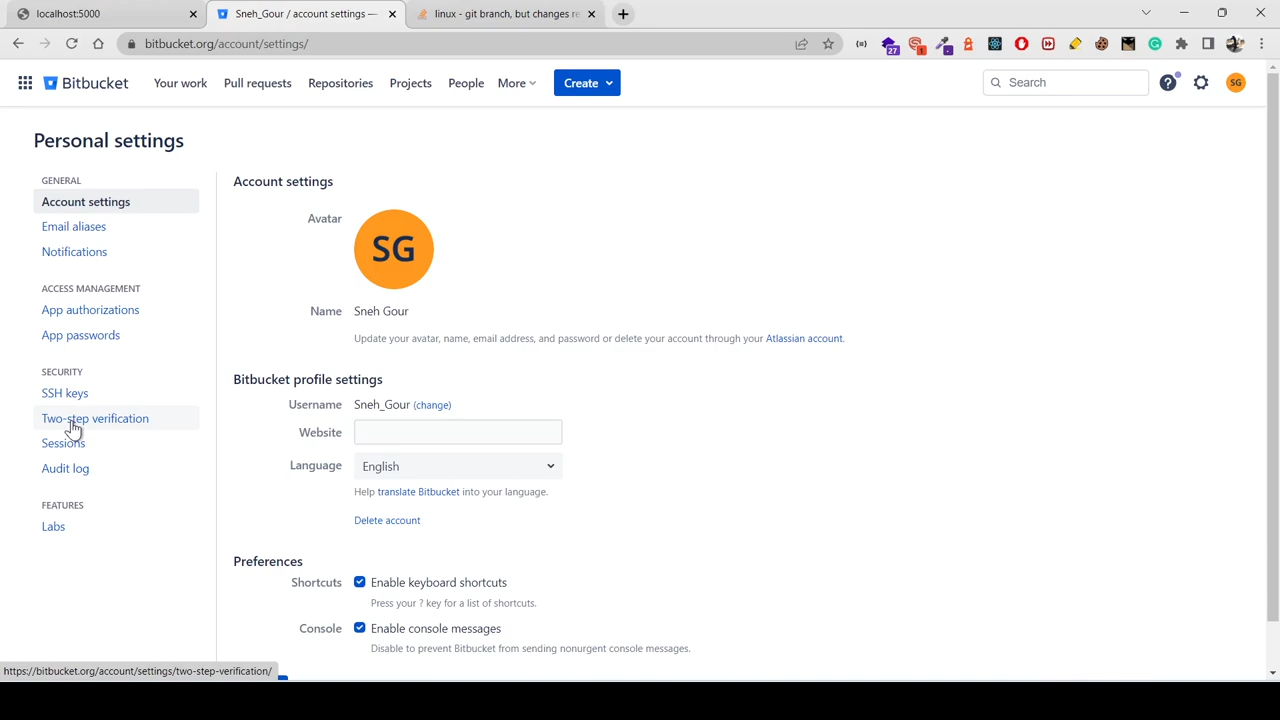 localhost:5000
Sneh_Gour / account settings —
linux - git branch, but changes re
bitbucket.org/account/settings/
27
1
Bitbucket
Your work
Pull requests
Repositories
Projects
People
More
Create
Search
SG
Personal settings
GENERAL
Account settings
Email aliases
Notifications
ACCESS MANAGEMENT
App authorizations
App passwords
SECURITY
SSH keys
Two-step verification
Sessions
Audit log
FEATURES
Labs
Account settings
Avatar
SG
Name Sneh Gour
Update your avatar, name, email address, and password or delete your account through your Atlassian account.
Bitbucket profile settings
Username Sneh_Gour (change)
Website
Language English
Help translate Bitbucket into your language.
Delete account
Preferences
Shortcuts Enable keyboard shortcuts
Press your ? key for a list of shortcuts.
Console Enable console messages
Disable to prevent Bitbucket from sending nonurgent console messages.
https://bitbucket.org/account/settings/two-step-verification/